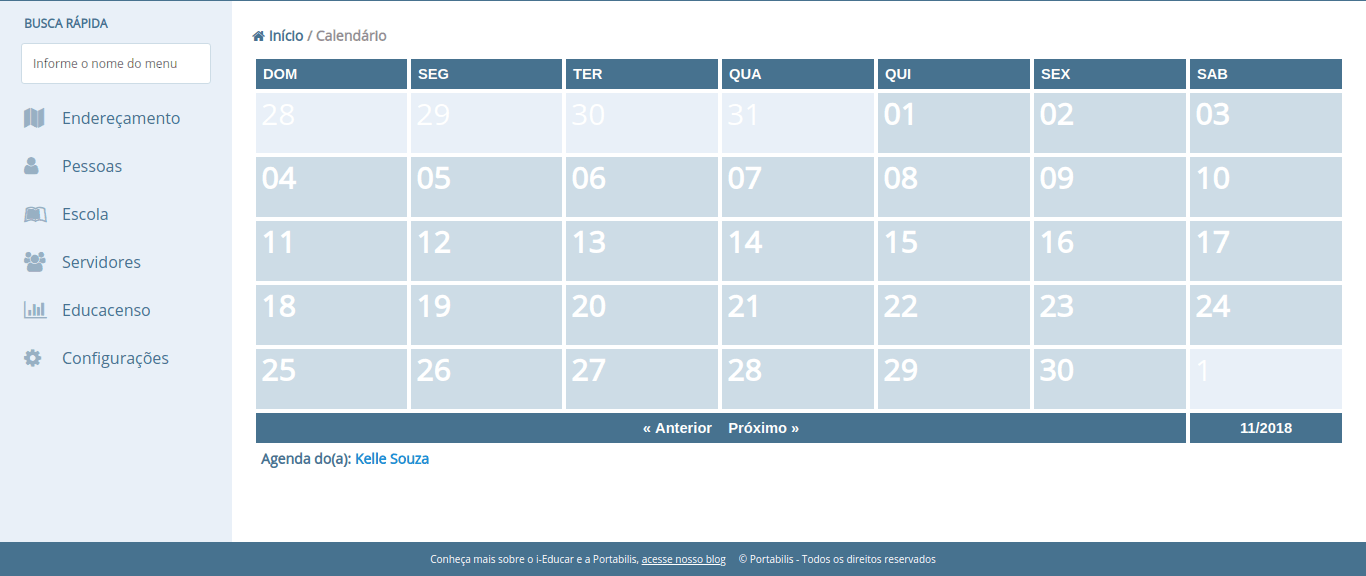 BUSCA RÁPIDA
Informe o nome do menu
Endereçamento
Pessoas
Escola
Servidores
Educacenso
Configurações
Início / Calendário
DOM SEG TER QUA QUI SEX SAB
28 29 30 31 01 02 03
04 05 06 07 08 09 10
11 12 13 14 15 16 17
18 19 20 21 22 23 24
25 26 27 28 29 30 1
« Anterior Próximo » 11/2018
Agenda do(a): Kelle Souza
Conheça mais sobre o i-Educar e a Portabilis, acesse nosso blog © Portabilis - Todos os direitos reservados